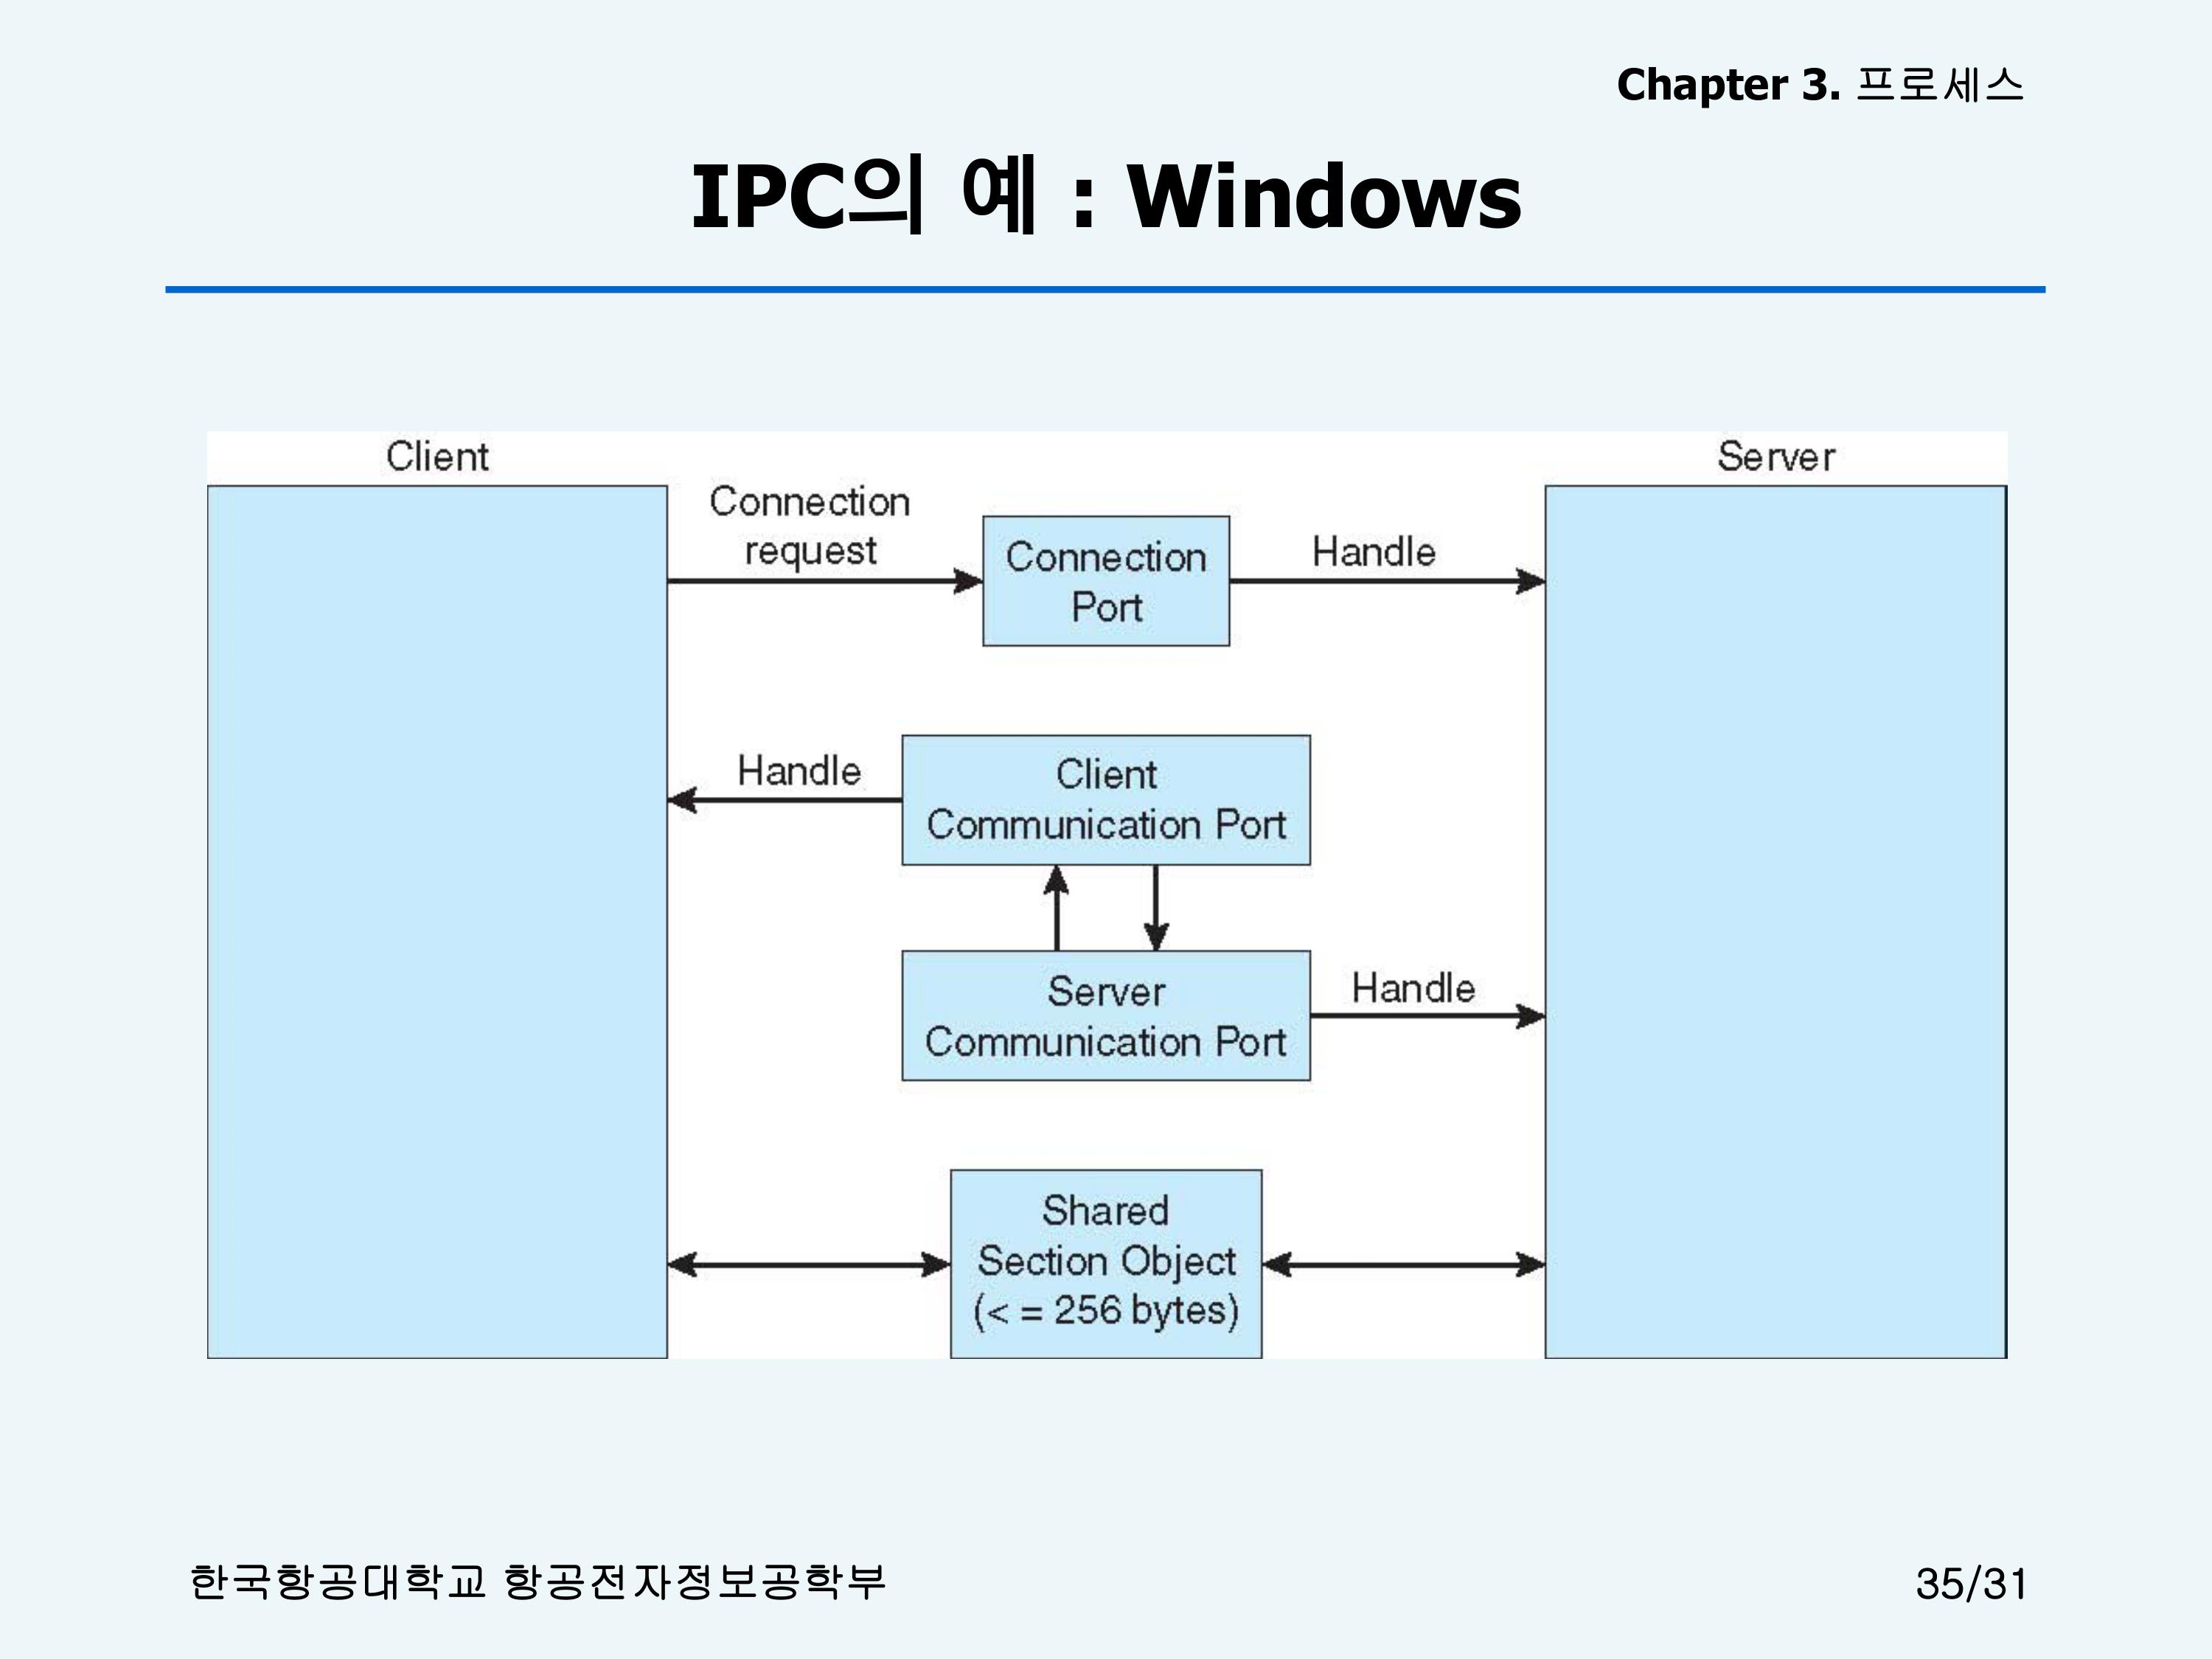 Chapter 3. 프로세스
IPC의 예 : Windows
Client
Server
Connection
request
Connection
Port
Handle
Handle
Client
Communication Port
Server
Communication Port
Handle
Shared
Section Object
(< = 256 bytes)
한국항공대학교 항공전자정보공학부
35/31